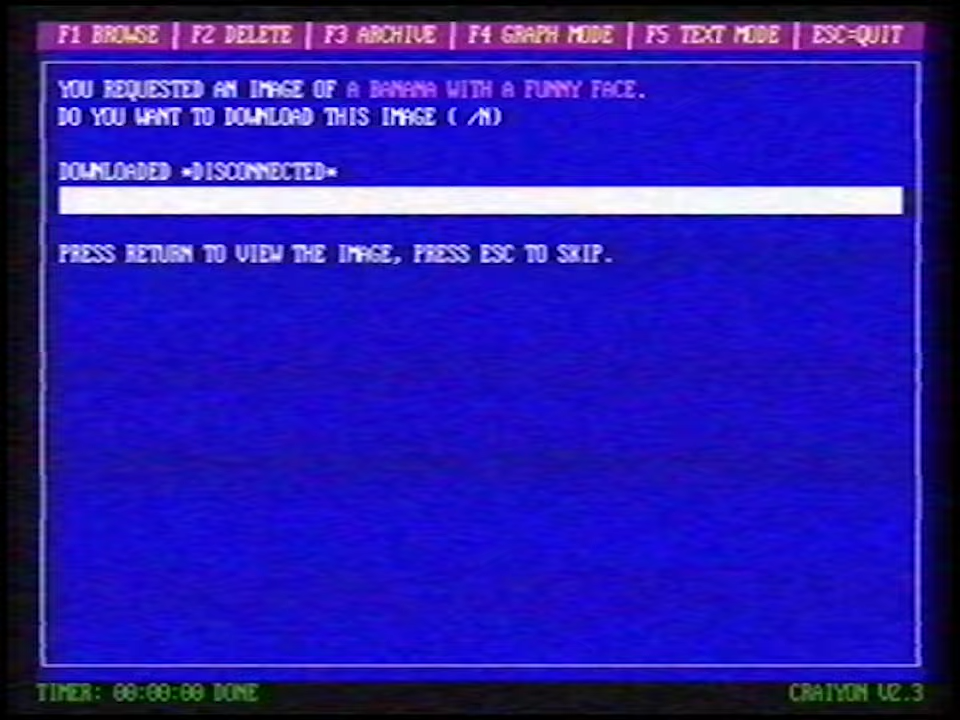 F1 BROWSE | F2 DELETE | F3 ARCHIVE | F4 GRAPH MODE | F5 TEXT MODE | ESC=QUIT
YOU REQUESTED AN IMAGE OF A BANANA WITH A FUNNY FACE.
DO YOU WANT TO DOWNLOAD THIS IMAGE ( /N)
DOWNLOADED *DISCONNECTED*
PRESS RETURN TO VIEW THE IMAGE, PRESS ESC TO SKIP.
TIMER: 00:00:00 DONE
CRAIYON V2.3